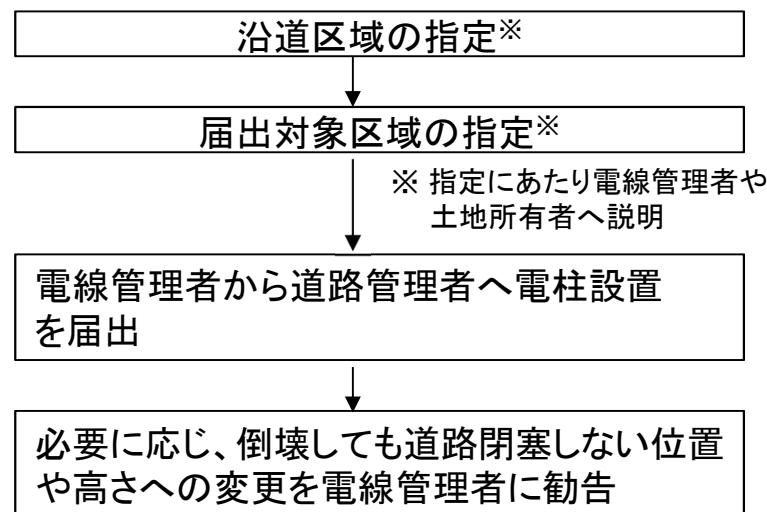 沿道区域の指定※
届出対象区域の指定※
※ 指定にあたり電線管理者や
土地所有者へ説明
電線管理者から道路管理者へ電柱設置
を届出
必要に応じ、倒壊しても道路閉塞しない位置
や高さへの変更を電線管理者に勧告